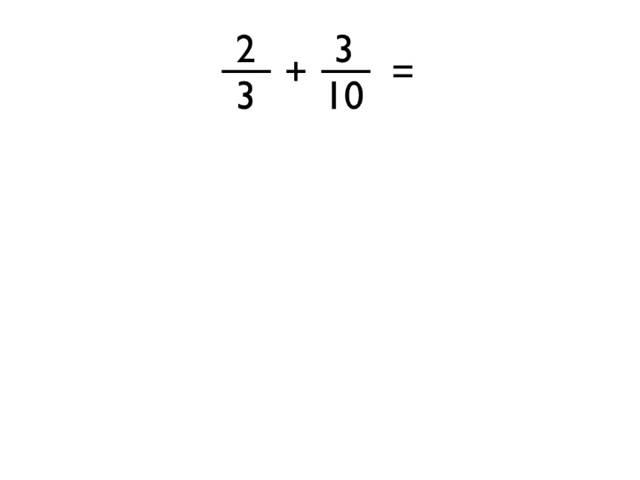 2/3 + 3/10 =